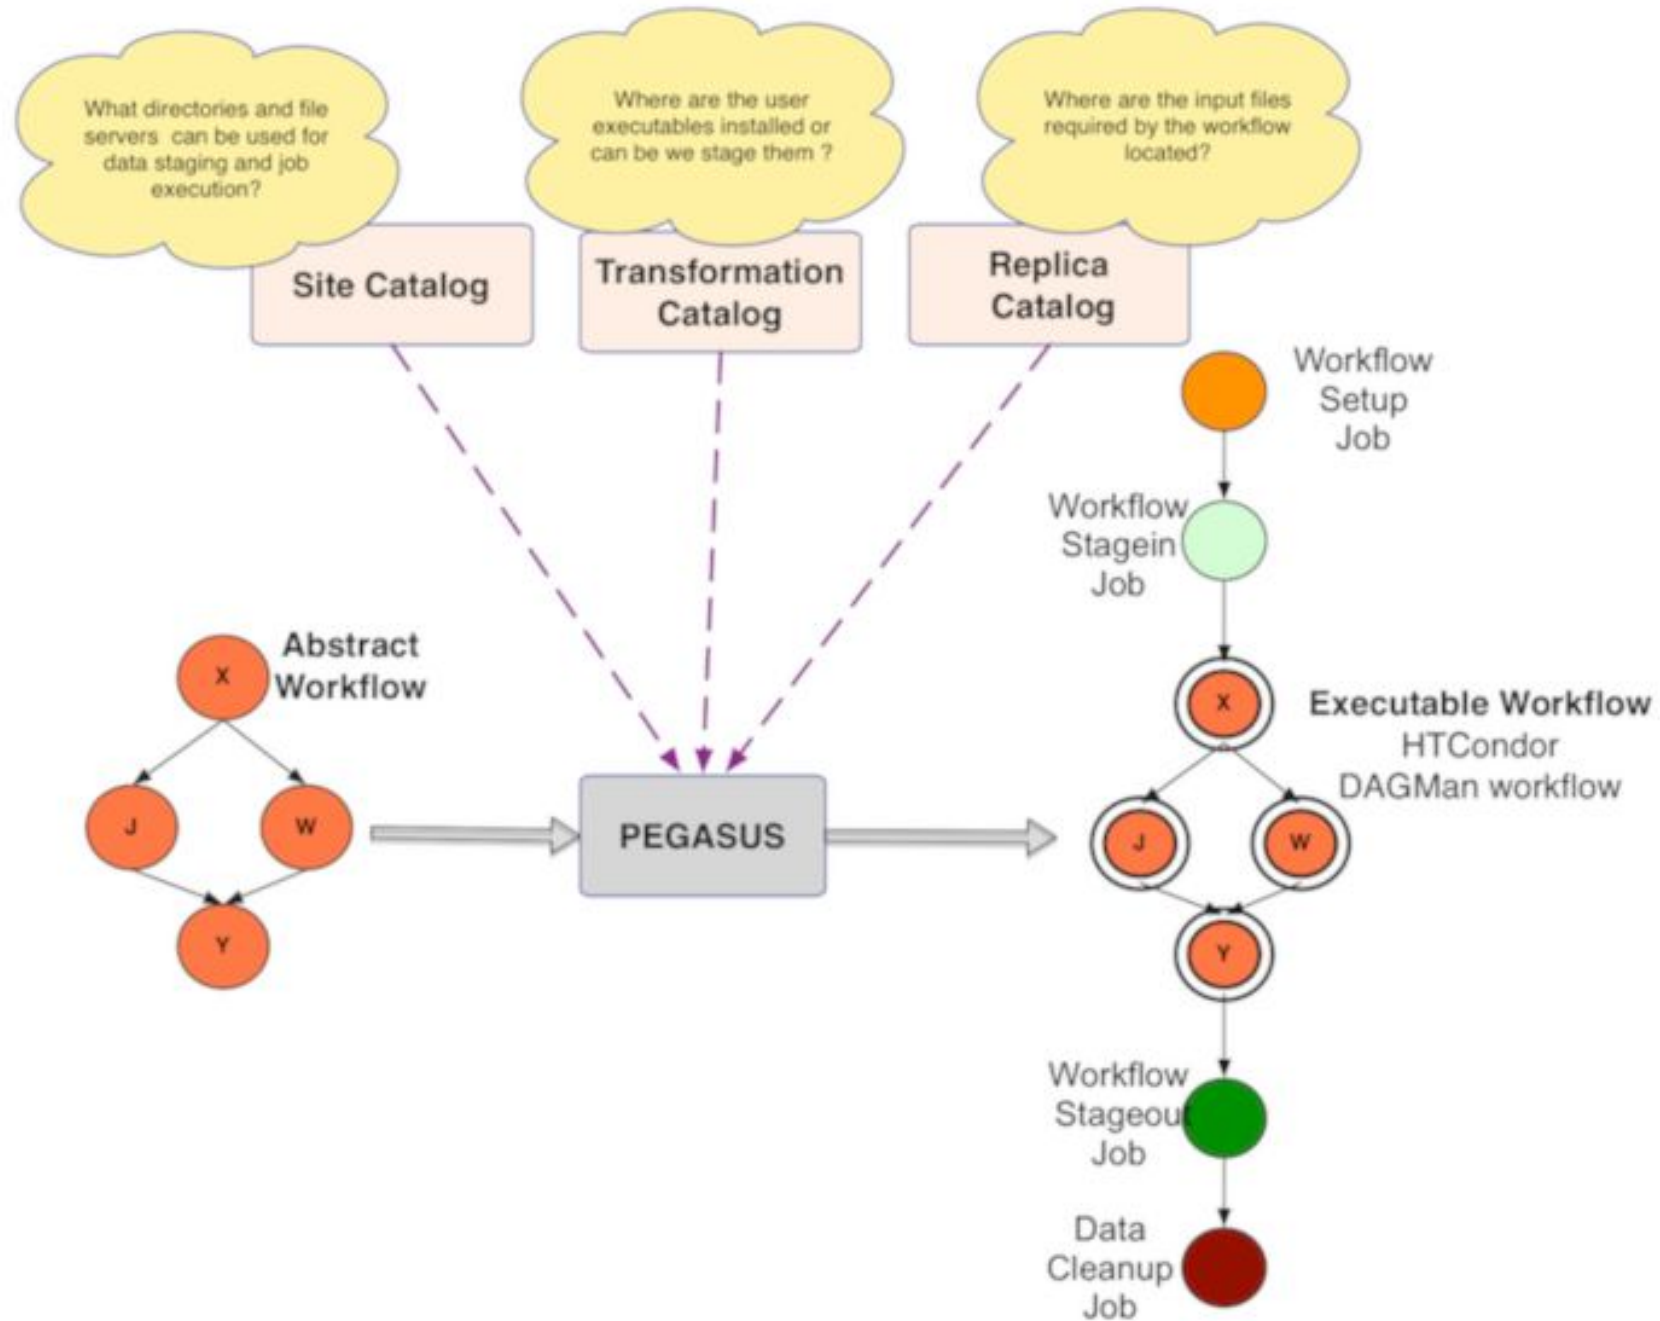 What directories and file
servers can be used for
data staging and job
execution?
Where are the user
executables installed or
can be we stage them ?
Where are the input files
required by the workflow
located?
Site Catalog
Transformation
Catalog
Replica
Catalog
Workflow
Setup
Job
Workflow
Stagein
Job
Abstract
Workflow
X
J
W
Y
PEGASUS
X
Executable Workflow
HTCondor
DAGMan workflow
J
W
Y
Workflow
Stageout
Job
Data
Cleanup
Job